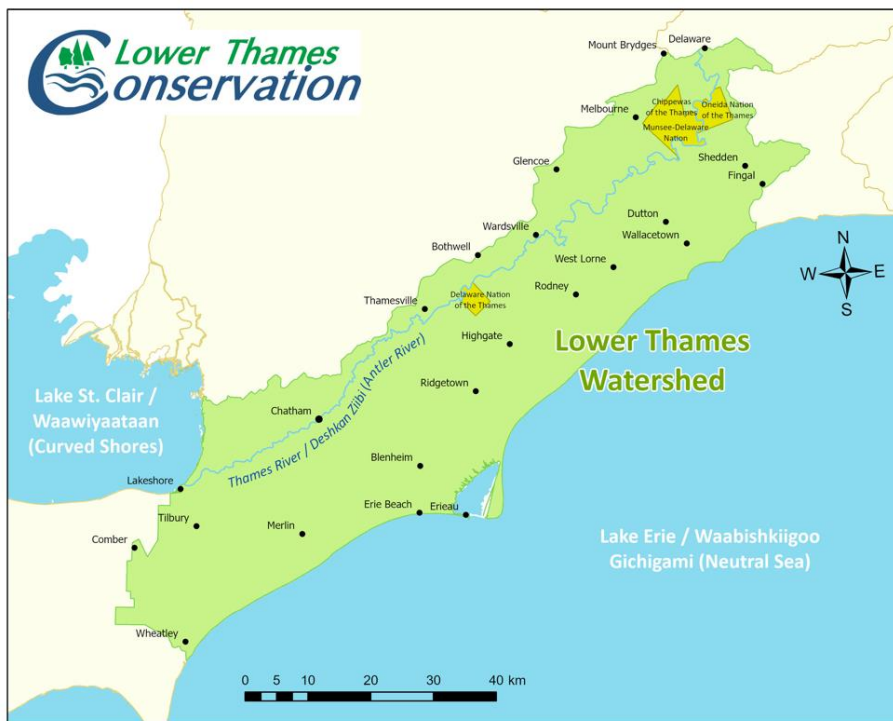 Lower Thames
Conservation
Delaware
Mount Brydges
Chippewas
of the Thames
Oneida Nation
of the Thames
Melbourne
Munsee-Delaware
Nation
Shedden
Glencoe
Fingal
Dutton
Wardsville
Wallacetown
Bothwell
West Lorne
N
W
E
S
Rodney
Delaware Nation
of the Thames
Thamesville
Highgate
Lower Thames
Watershed
Ridgetown
Lake St. Clair /
Waawiyaataan
(Curved Shores)
Chatham
Thames River / Deshkan Ziibi (Antler River)
Blenheim
Lakeshore
Erie Beach
Erieau
Tilbury
Merlin
Comber
Lake Erie / Waabishkiigoo
Gichigami (Neutral Sea)
Wheatley
0 5 10 20 30 40 km